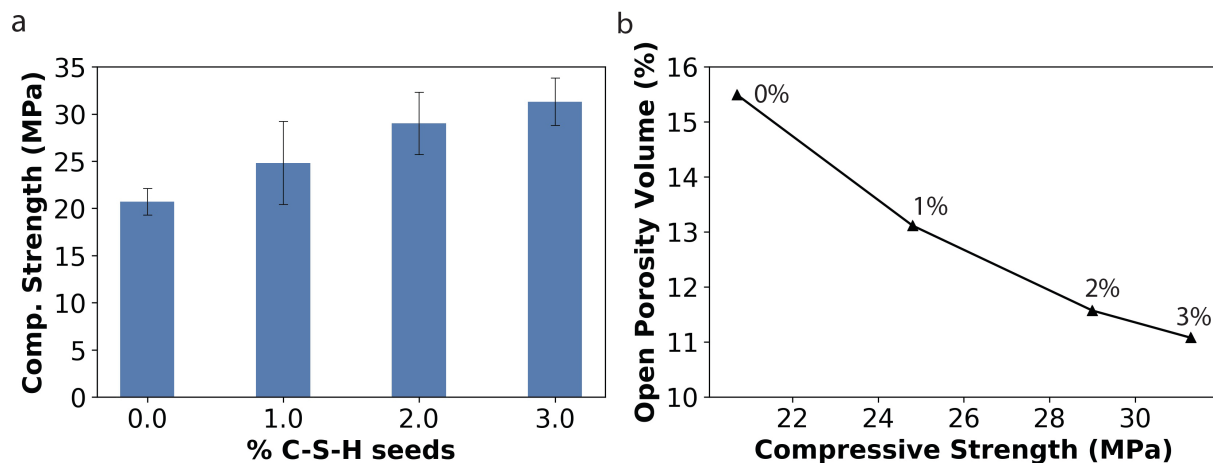 a
Comp. Strength (MPa)
35
30
25
20
15
10
5
0
0.0 1.0 2.0 3.0
% C-S-H seeds
b
Open Porosity Volume (%)
16
15
14
13
12
11
10
0%
1%
2%
3%
22 24 26 28 30
Compressive Strength (MPa)